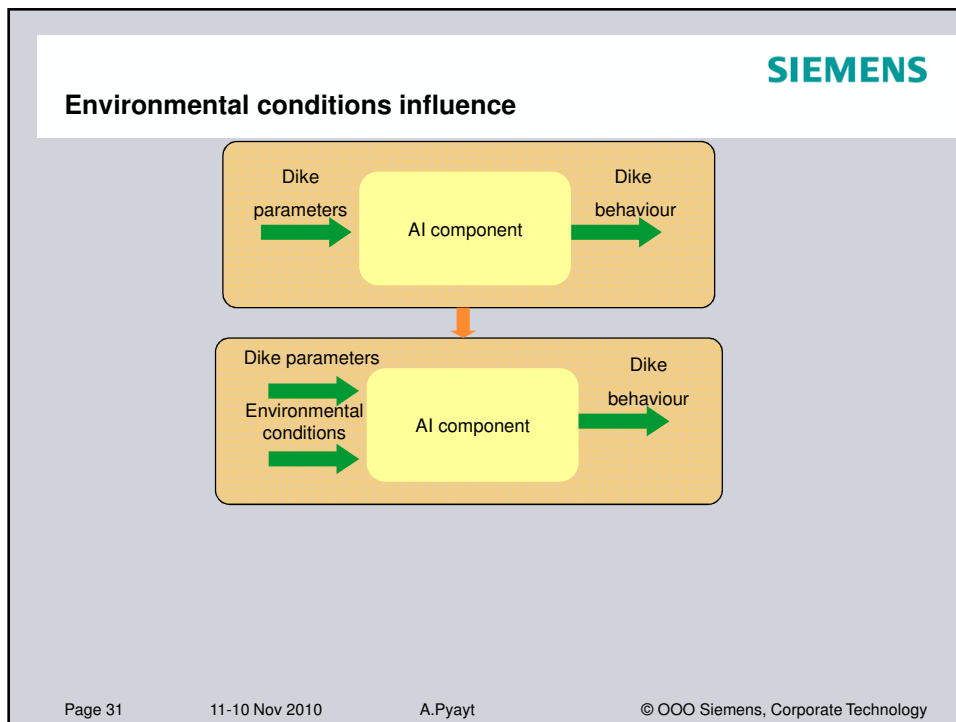 SIEMENS
Environmental conditions influence
Dike
parameters
AI component
Dike
behaviour
Dike parameters
Environmental
conditions
AI component
Dike
behaviour
Page 31 11-10 Nov 2010 A.Pyayt © OOO Siemens, Corporate Technology